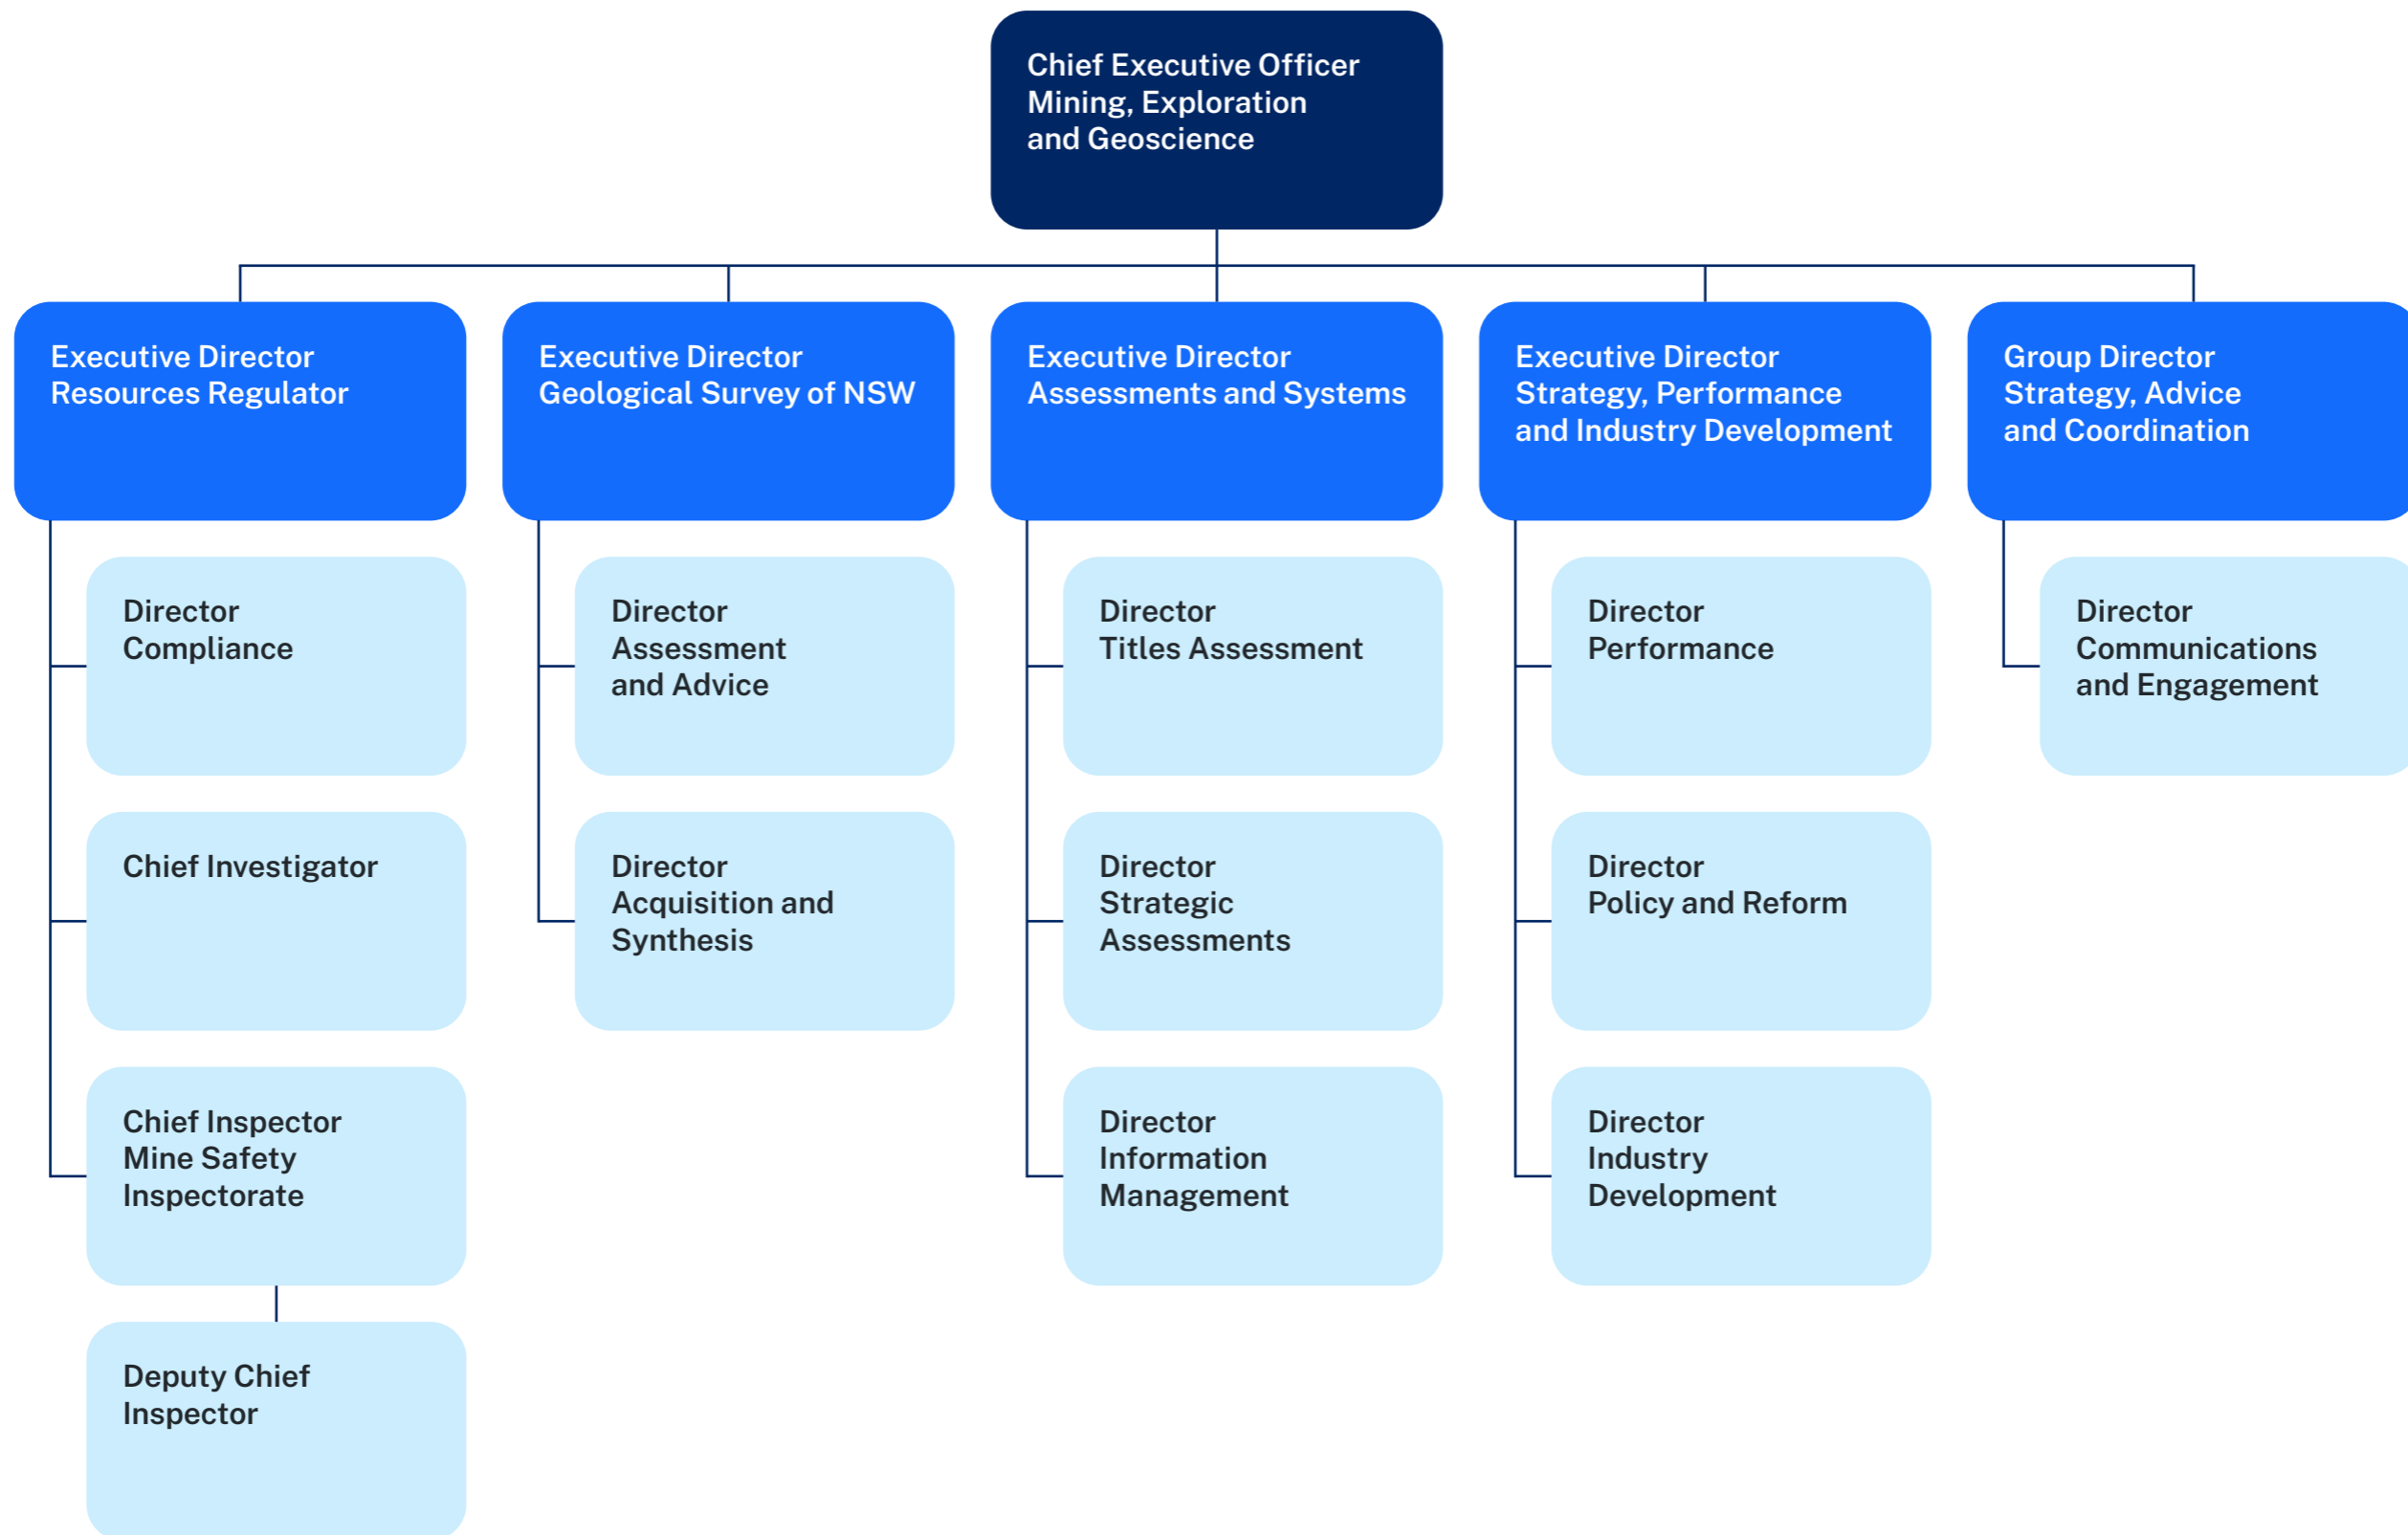 Chief Executive Officer
Mining, Exploration
and Geoscience
Executive Director
Resources Regulator
Director
Compliance
Chief Investigator
Chief Inspector
Mine Safety
Inspectorate
Deputy Chief
Inspector
Executive Director
Geological Survey of NSW
Director
Assessment
and Advice
Director
Acquisition and
Synthesis
Executive Director
Assessments and Systems
Director
Titles Assessment
Director
Strategic
Assessments
Director
Information
Management
Executive Director
Strategy, Performance
and Industry Development
Director
Performance
Director
Policy and Reform
Director
Industry
Development
Group Director
Strategy, Advice
and Coordination
Director
Communications
and Engagement